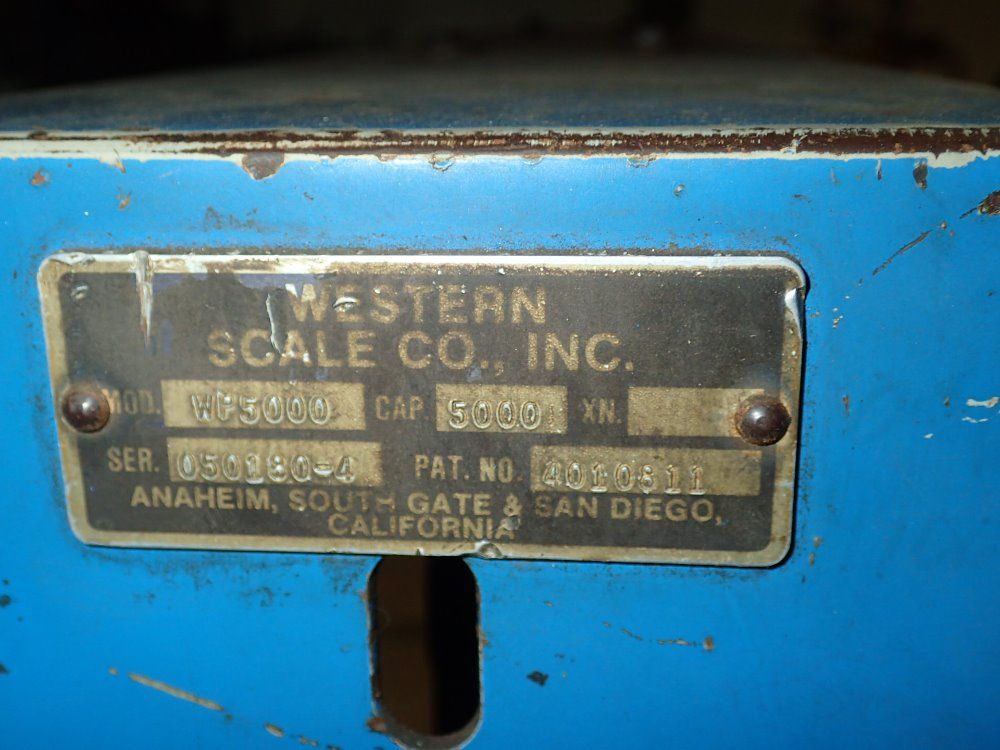 WESTERN
SCALE CO., INC.
MOD. WP5000 CAP. 5000 XN.
SER. 050180-4 PAT. NO. 4010811
ANAHEIM, SOUTH GATE & SAN DIEGO,
CALIFORNIA